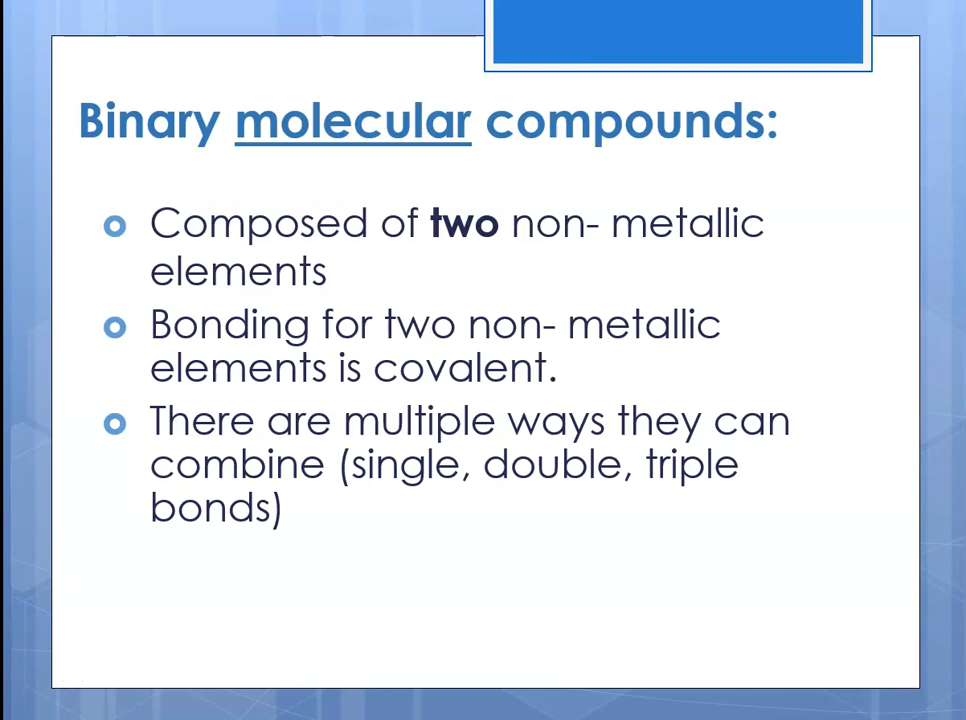 Binary molecular compounds:
Composed of two non- metallic
elements
Bonding for two non- metallic
elements is covalent.
There are multiple ways they can
combine (single, double, triple
bonds)